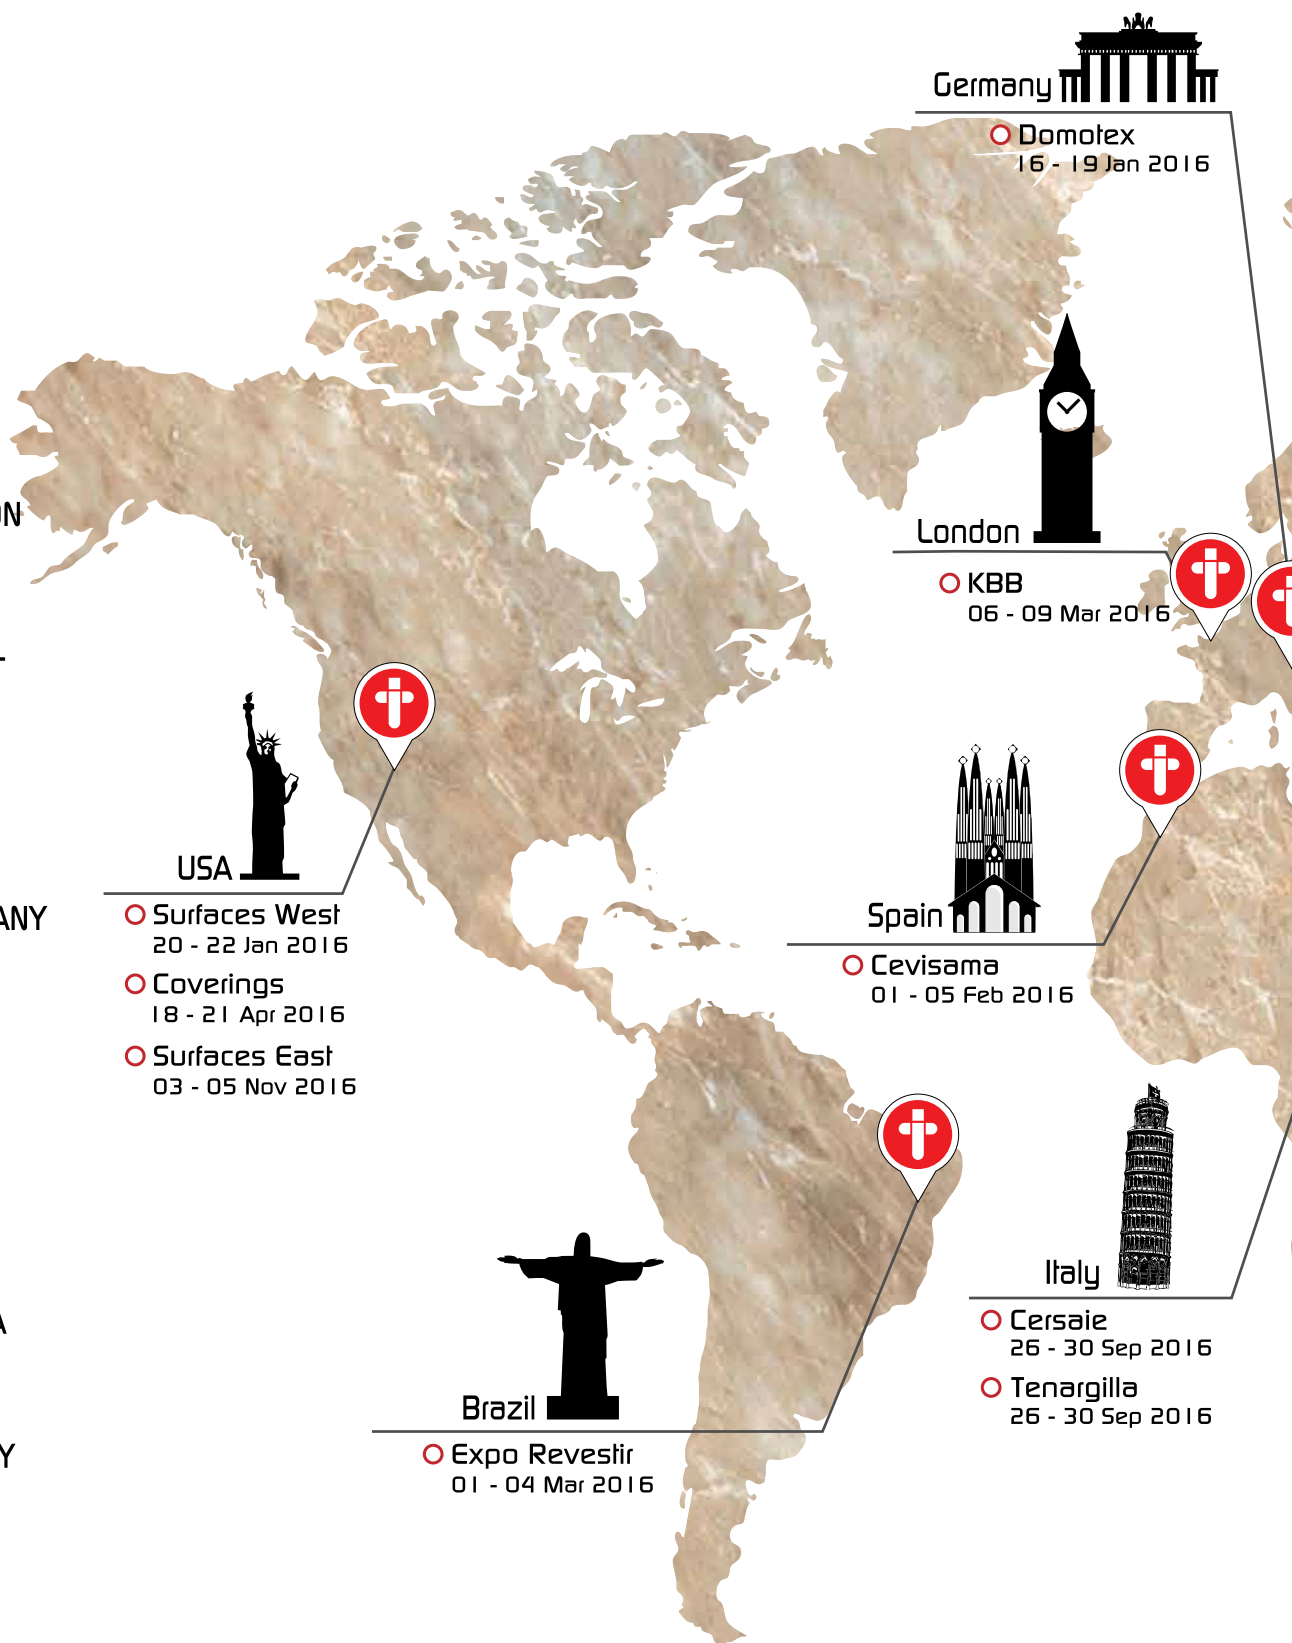 Germany
Domotex
16 - 19 Jan 2016
London
KBB
06 - 09 Mar 2016
USA
Surfaces West
20 - 22 Jan 2016
Coverings
18 - 21 Apr 2016
Surfaces East
03 - 05 Nov 2016
Spain
Cevisama
01 - 05 Feb 2016
Italy
Cersaie
26 - 30 Sep 2016
Tenargilla
26 - 30 Sep 2016
Brazil
Expo Revestir
01 - 04 Mar 2016